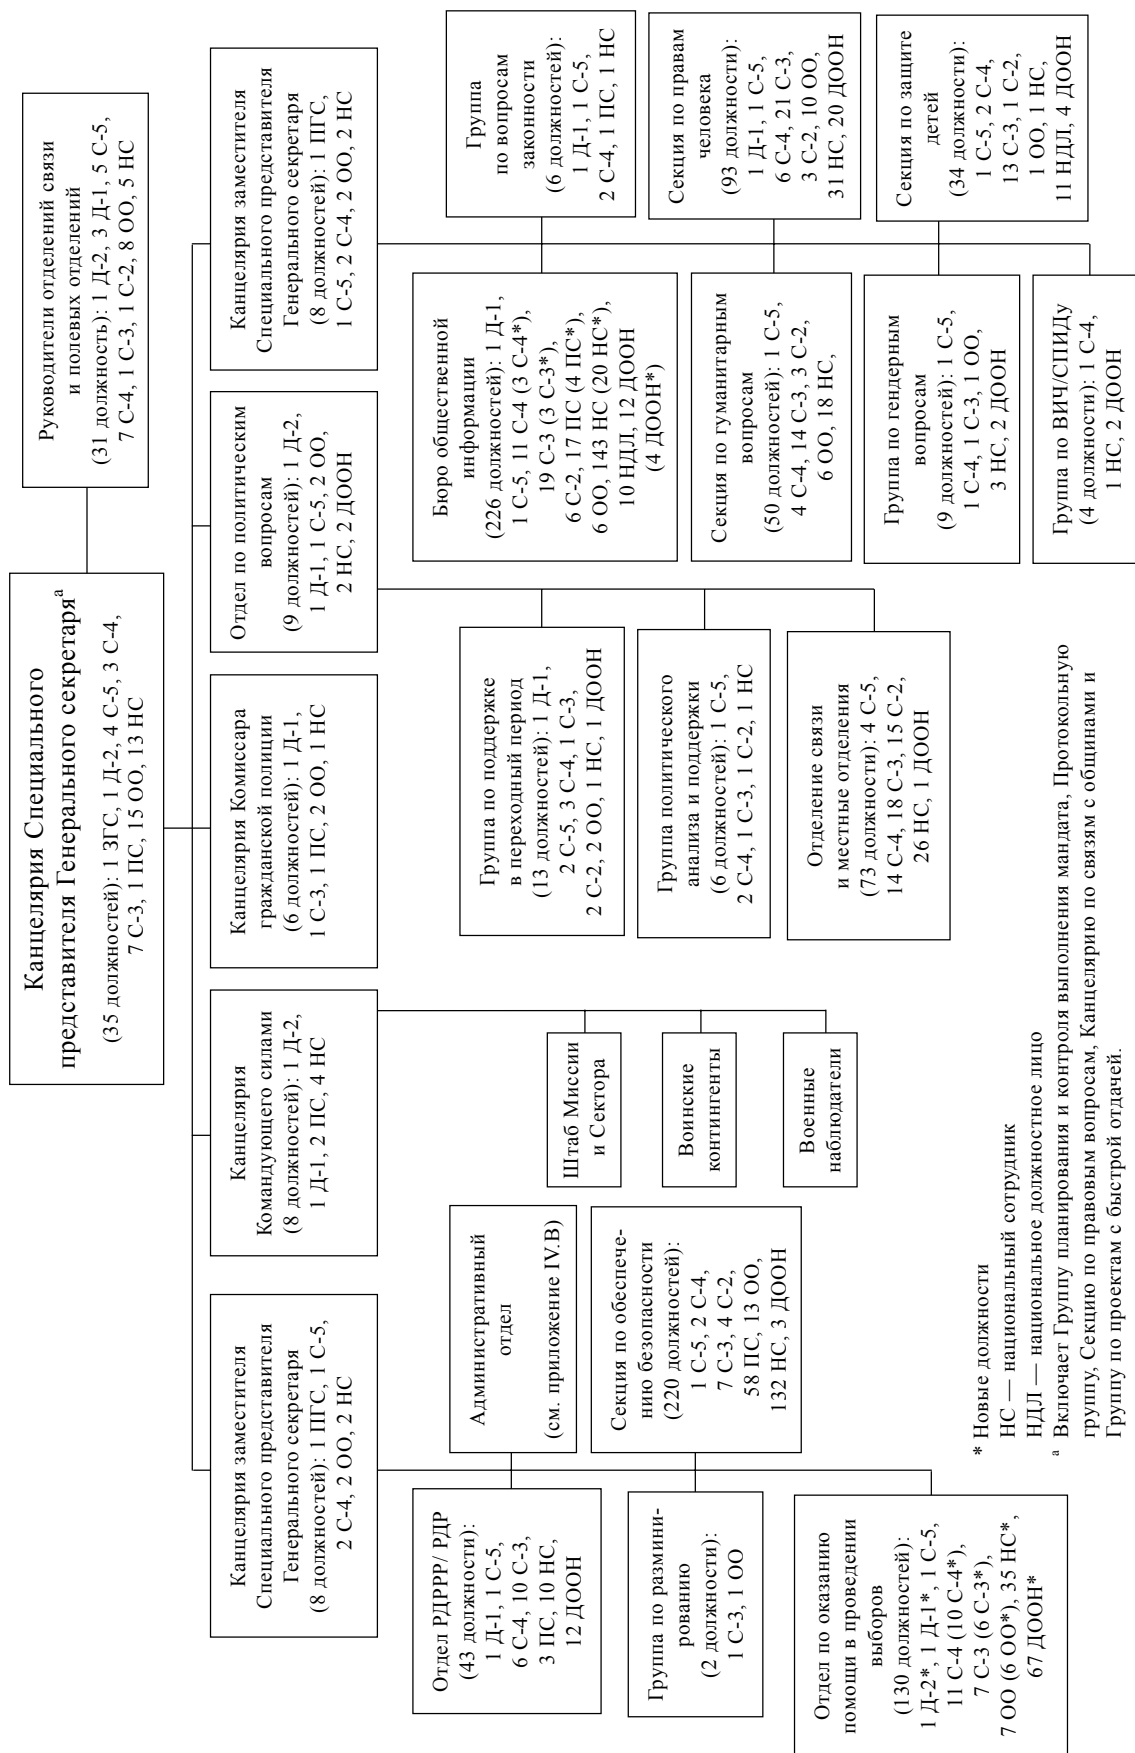 Канцелярия Специального
представителя Генерального секретаряᵃ
(35 должностей): 1 ЗГС, 1 Д-2, 4 С-5, 3 С-4,
7 С-3, 1 ПС, 15 ОО, 13 НС
Руководители отделений связи
и полевых отделений
(31 должность): 1 Д-2, 3 Д-1, 5 С-5,
7 С-4, 1 С-3, 1 С-2, 8 ОО, 5 НС
Канцелярия заместителя
Специального представителя
Генерального секретаря
(8 должностей): 1 ПГС, 1 С-5,
2 С-4, 2 ОО, 2 НС
Канцелярия
Командующего силами
(8 должностей): 1 Д-2,
1 Д-1, 2 ПС, 4 НС
Канцелярия Комиссара
гражданской полиции
(6 должностей): 1 Д-1,
1 С-3, 1 ПС, 2 ОО, 1 НС
Отдел по политическим
вопросам
(9 должностей): 1 Д-2,
1 Д-1, 1 С-5, 2 ОО,
2 НС, 2 ДООН
Канцелярия заместителя
Специального представителя
Генерального секретаря
(8 должностей): 1 ПГС,
1 С-5, 2 С-4, 2 ОО, 2 НС
Отдел РДРРР/ РДР
(43 должности):
1 Д-1, 1 С-5,
6 С-4, 10 С-3,
3 ПС, 10 НС,
12 ДООН
Административный
отдел
(см. приложение IV.B)
Группа по размини-
рованию
(2 должности):
1 С-3, 1 ОО
Секция по обеспече-
нию безопасности
(220 должностей):
1 С-5, 2 С-4,
7 С-3, 4 С-2,
58 ПС, 13 ОО,
132 НС, 3 ДООН
Отдел по оказанию
помощи в проведении
выборов
(130 должностей):
1 Д-2*, 1 Д-1*, 1 С-5,
11 С-4 (10 С-4*),
7 С-3 (6 С-3*),
7 ОО (6 ОО*), 35 НС*,
67 ДООН*
Штаб Миссии
и Сектора
Воинские
контингенты
Военные
наблюдатели
Группа по поддержке
в переходный период
(13 должностей): 1 Д-1,
2 С-5, 3 С-4, 1 С-3,
2 С-2, 2 ОО, 1 НС, 1 ДООН
Группа политического
анализа и поддержки
(6 должностей): 1 С-5,
2 С-4, 1 С-3, 1 С-2, 1 НС
Отделение связи
и местные отделения
(73 должности): 4 С-5,
14 С-4, 18 С-3, 15 С-2,
26 НС, 1 ДООН
Бюро общественной
информации
(226 должностей): 1 Д-1,
1 С-5, 11 С-4 (3 С-4*),
19 С-3 (3 С-3*),
6 С-2, 17 ПС (4 ПС*),
6 ОО, 143 НС (20 НС*),
10 НДЛ, 12 ДООН
(4 ДООН*)
Группа
по вопросам
законности
(6 должностей):
1 Д-1, 1 С-5,
2 С-4, 1 ПС, 1 НС
Секция по гуманитарным
вопросам
(50 должностей): 1 С-5,
4 С-4, 14 С-3, 3 С-2,
6 ОО, 18 НС,
Секция по правам
человека
(93 должности):
1 Д-1, 1 С-5,
6 С-4, 21 С-3,
3 С-2, 10 ОО,
31 НС, 20 ДООН
Группа по гендерным
вопросам
(9 должностей): 1 С-5,
1 С-4, 1 С-3, 1 ОО,
3 НС, 2 ДООН
Секция по защите
детей
(34 должности):
1 С-5, 2 С-4,
13 С-3, 1 С-2,
1 ОО, 1 НС,
11 НДЛ, 4 ДООН
Группа по ВИЧ/СПИДу
(4 должности): 1 С-4,
1 НС, 2 ДООН
* Новые должности
НС — национальный сотрудник
НДЛ — национальное должностное лицо
ᵃ Включает Группу планирования и контроля выполнения мандата, Протокольную
группу, Секцию по правовым вопросам, Канцелярию по связям с общинами и
Группу по проектам с быстрой отдачей.